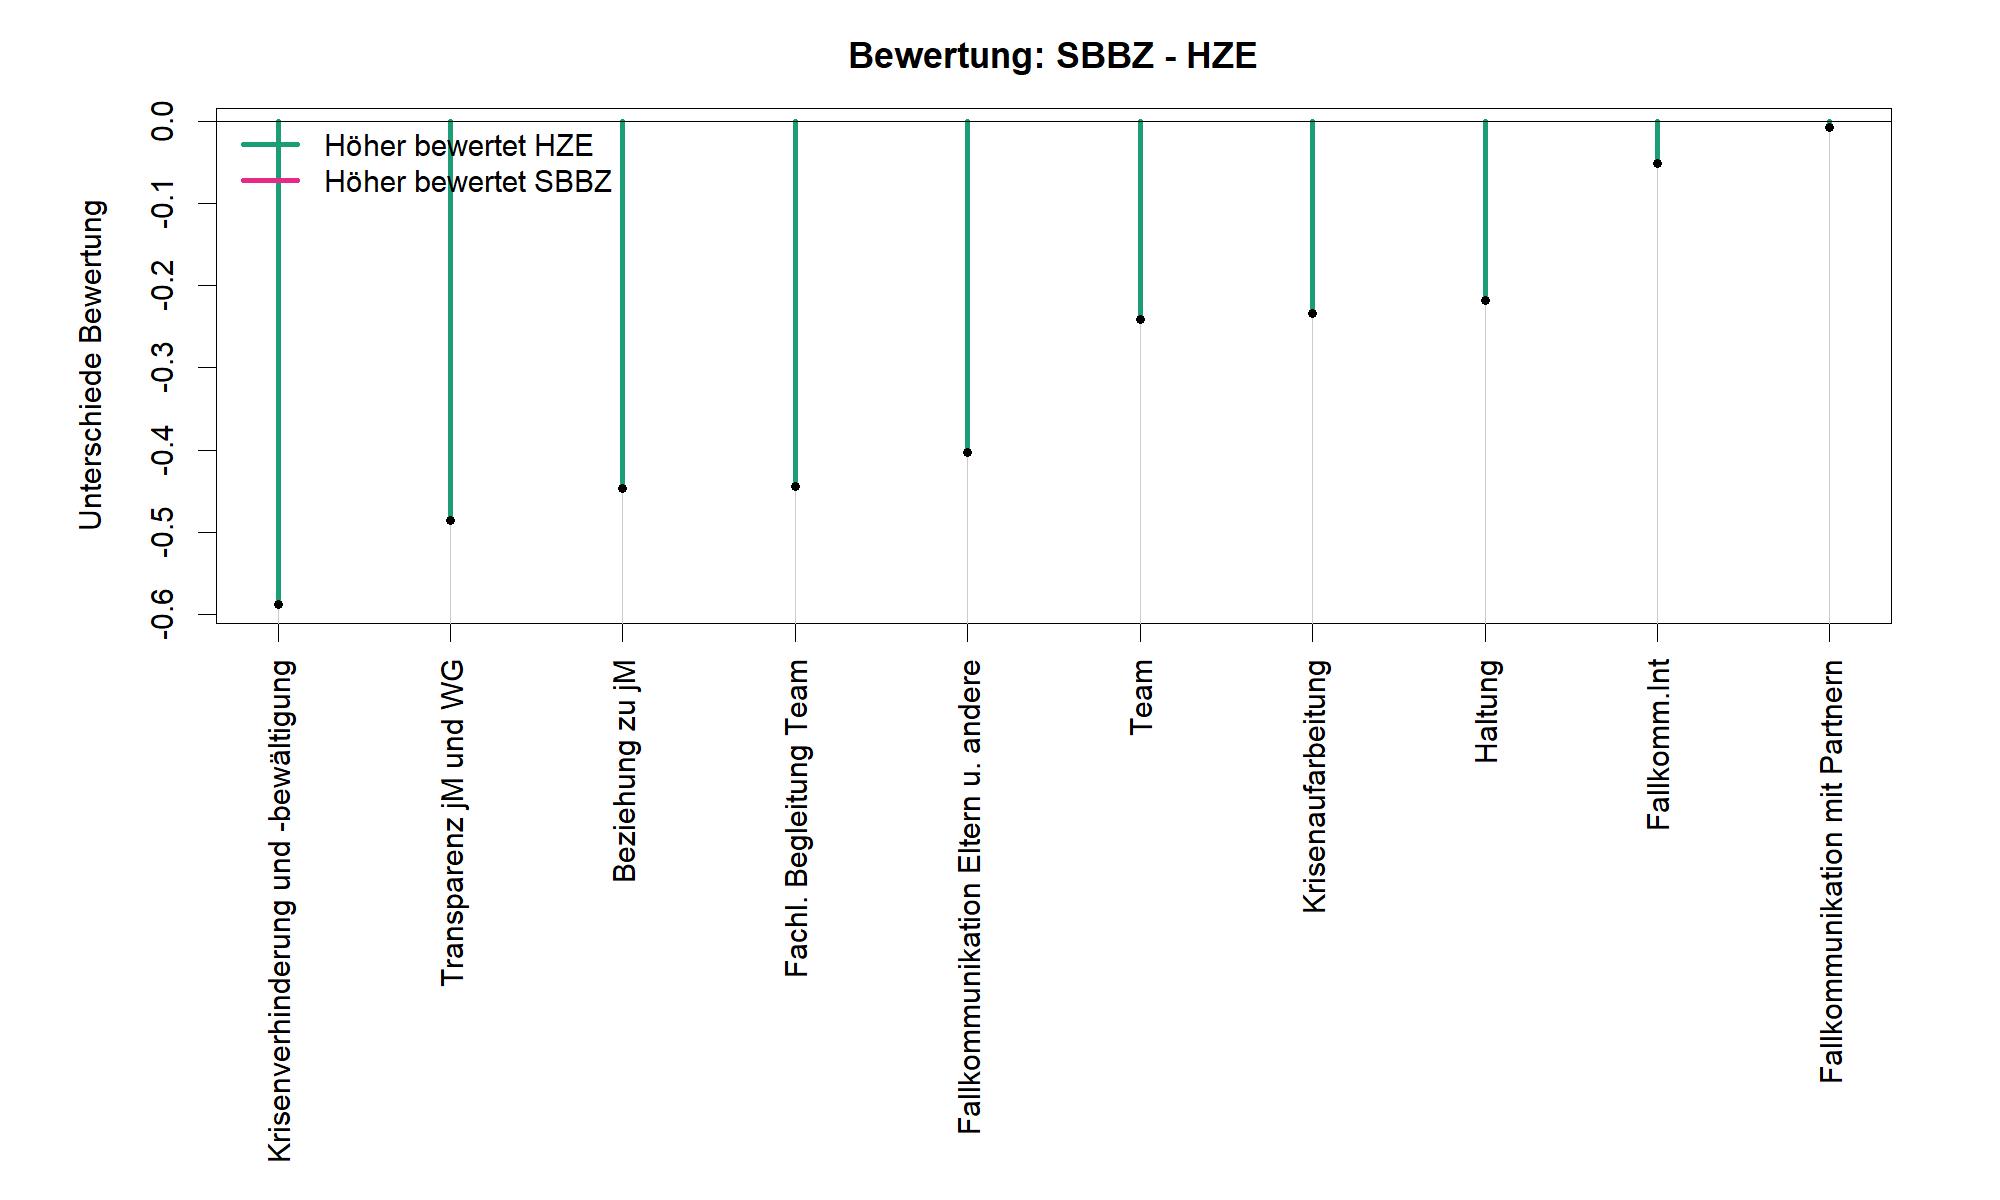 Bewertung: SBBZ - HZE
Unterschiede Bewertung
0.0
-0.1
-0.2
-0.3
-0.4
-0.5
-0.6
Höher bewertet HZE
Höher bewertet SBBZ
Krisenverhinderung und -bewältigung
Transparenz jM und WG
Beziehung zu jM
Fachl. Begleitung Team
Fallkommunikation Eltern u. andere
Team
Krisenaufarbeitung
Haltung
Fallkomm.Int
Fallkommunikation mit Partnern